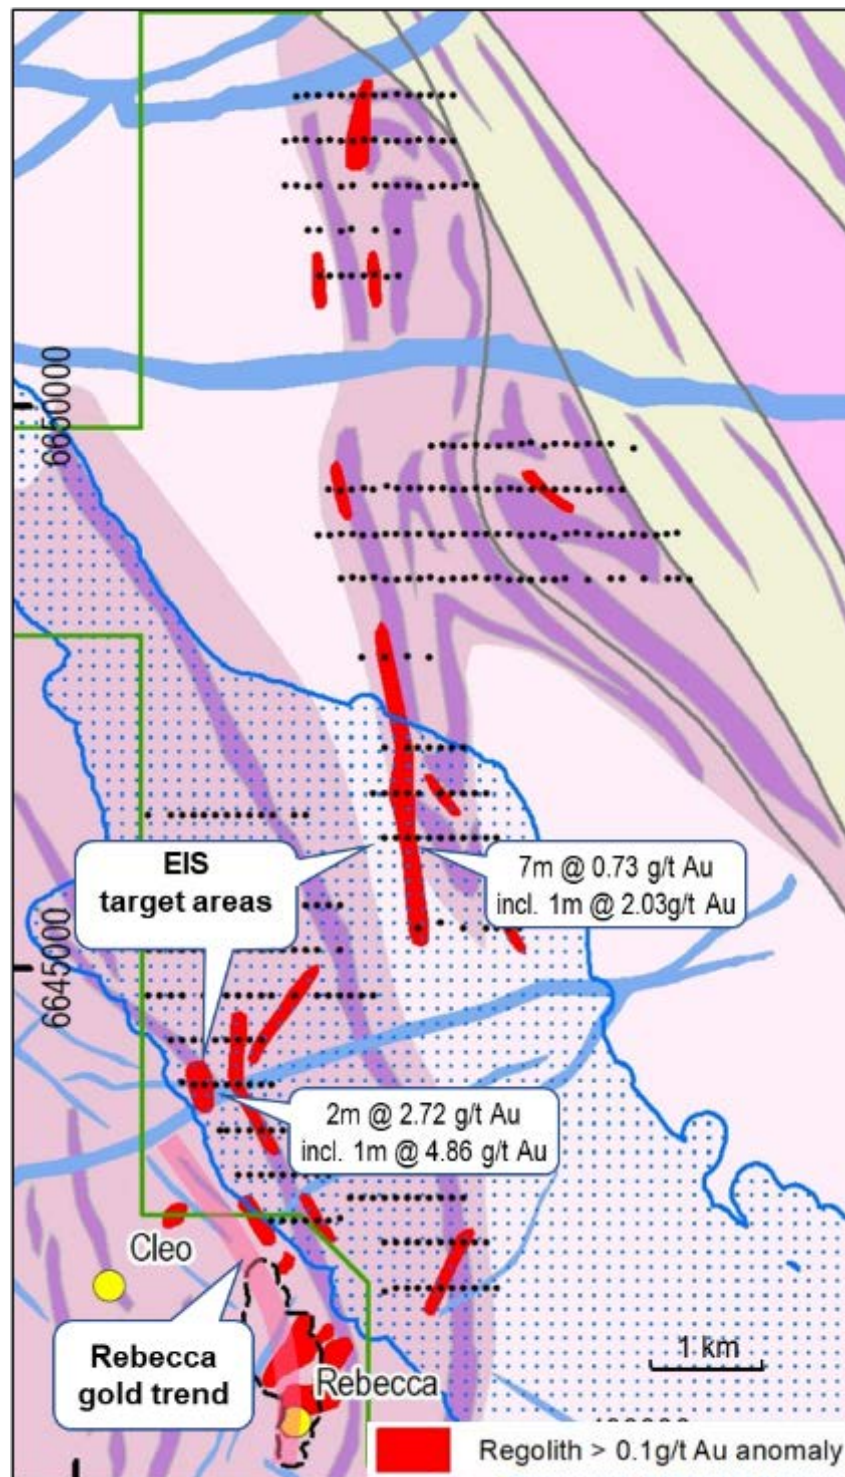 6650000
EIS
target areas
7m @ 0.73 g/t Au
incl. 1m @ 2.03g/t Au
6645000
2m @ 2.72 g/t Au
incl. 1m @ 4.86 g/t Au
Cleo
Rebecca
gold trend
Rebecca
1 km
Regolith > 0.1g/t Au anomaly